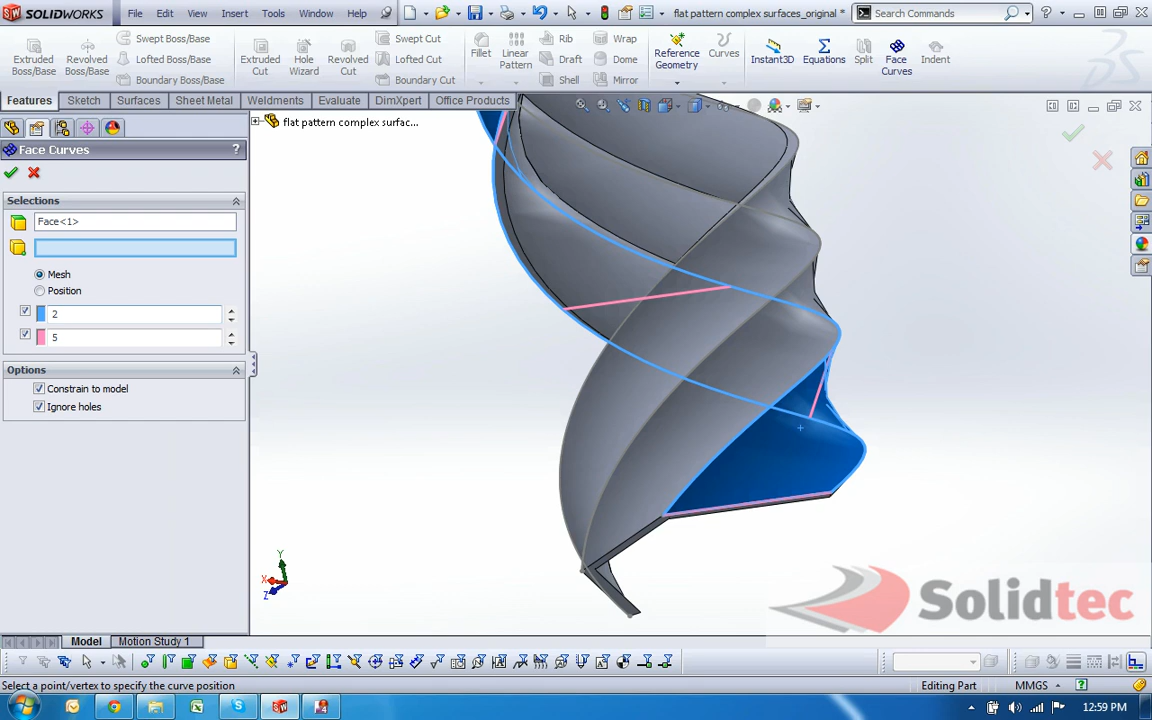 SOLIDWORKS File Edit View Insert Tools Window Help flat pattern complex surfaces_original * Search Commands
Extruded Boss/Base
Revolved Boss/Base
Swept Boss/Base
Lofted Boss/Base
Boundary Boss/Base
Extruded Cut
Hole Wizard
Revolved Cut
Swept Cut
Lofted Cut
Boundary Cut
Fillet
Linear Pattern
Rib
Draft
Shell
Wrap
Dome
Mirror
Reference Geometry
Curves
Instant3D
Equations
Split
Face Curves
Indent
Features Sketch Surfaces Sheet Metal Weldments Evaluate DimXpert Office Products
flat pattern complex surfac...
Face Curves ?
Selections
Face<1>
Mesh
Position
2
5
Options
Constrain to model
Ignore holes
Y
X
Z
Solidtec
Model Motion Study 1
Select a point/vertex to specify the curve position Editing Part MMGS
12:59 PM